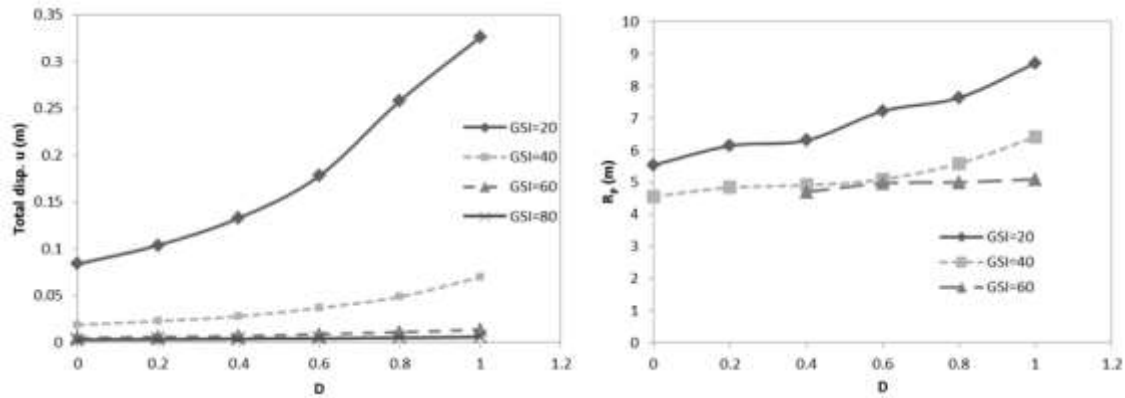 0.35
0.3
0.25
0.2
0.15
0.1
0.05
0
Total disp. u (m)
0 0.2 0.4 0.6 0.8 1 1.2
D
GSI=20
GSI=40
GSI=60
GSI=80
10
9
8
7
6
5
4
3
2
1
0
Rₚ (m)
0 0.2 0.4 0.6 0.8 1 1.2
D
GSI=20
GSI=40
GSI=60